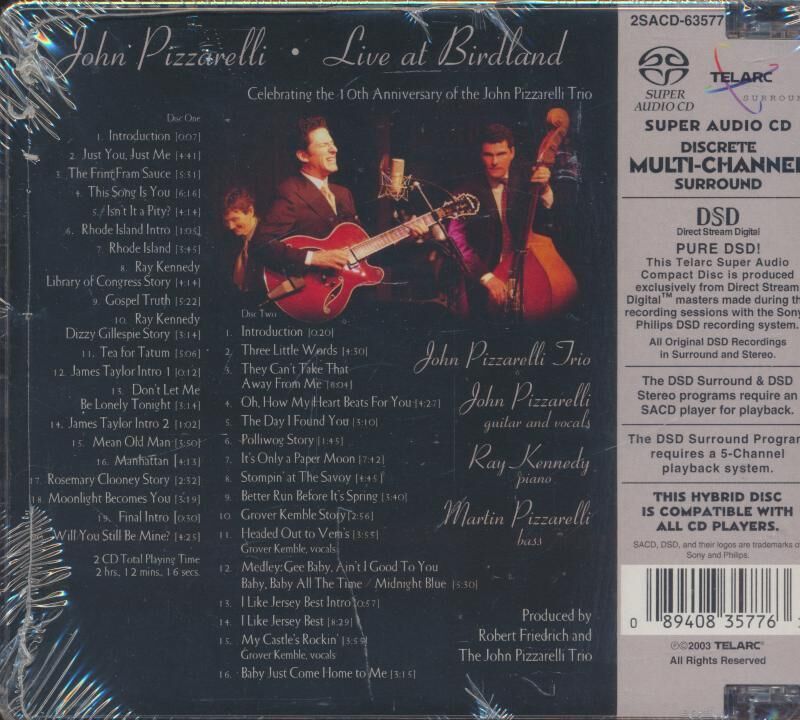 John Pizzarelli • Live at Birdland
Celebrating the 10th Anniversary of the John Pizzarelli Trio
Disc One
1. Introduction [0:07]
2. Just You, Just Me [4:41]
3. The Frim Fram Sauce [5:31]
4. This Song Is You [6:16]
5. Isn't It a Pity? [4:14]
6. Rhode Island Intro [1:05]
7. Rhode Island [3:45]
8. Ray Kennedy
Library of Congress Story [4:14]
9. Gospel Truth [5:22]
10. Ray Kennedy
Dizzy Gillespie Story [3:14]
11. Tea for Tatum [5:06]
12. James Taylor Intro 1 [0:12]
13. Don't Let Me
Be Lonely Tonight [3:14]
14. James Taylor Intro 2 [1:02]
15. Mean Old Man [3:50]
16. Manhattan [4:13]
17. Rosemary Clooney Story [2:32]
18. Moonlight Becomes You [3:19]
19. Final Intro [0:30]
Will You Still Be Mine? [4:25]
2 CD Total Playing Time
2 hrs., 12 mins., 16 secs.
Disc Two
1. Introduction [0:20]
2. Three Little Words [4:30]
3. They Can't Take That
Away From Me [8:04]
4. Oh, How My Heart Beats For You [4:27]
5. The Day I Found You [3:10]
6. Polliwog Story [1:45]
7. It's Only a Paper Moon [7:42]
8. Stompin' at The Savoy [4:45]
9. Better Run Before It's Spring [3:40]
10. Grover Kemble Story [2:56]
11. Headed Out to Vern's [3:55]
Grover Kemble, vocals
12. Medley: Gee Baby, Ain't I Good To You
Baby, Baby All The Time / Midnight Blue [5:30]
13. I Like Jersey Best Intro [0:57]
14. I Like Jersey Best [8:29]
15. My Castle's Rockin' [3:59]
Grover Kemble, vocals
16. Baby Just Come Home to Me [3:15]
John Pizzarelli Trio
John Pizzarelli
guitar and vocals
Ray Kennedy
piano
Martin Pizzarelli
bass
Produced by
Robert Friedrich and
The John Pizzarelli Trio
2SACD-63577
SUPER AUDIO CD
TELARC
SURROUND
SUPER AUDIO CD
DISCRETE
MULTI-CHANNEL
SURROUND
DSD
Direct Stream Digital
PURE DSD!
This Telarc Super Audio
Compact Disc is produced
exclusively from Direct Stream
Digital™ masters made during th
recording sessions with the Sony
Philips DSD recording system.
All Original DSD Recordings
in Surround and Stereo.
The DSD Surround & DSD
Stereo programs require an
SACD player for playback.
The DSD Surround Program
requires a 5-Channel
playback system.
THIS HYBRID DISC
IS COMPATIBLE WITH
ALL CD PLAYERS.
SACD, DSD, and their logos are trademarks of
Sony and Philips.
0 89408 35776
℗©2003 TELARC®
All Rights Reserved